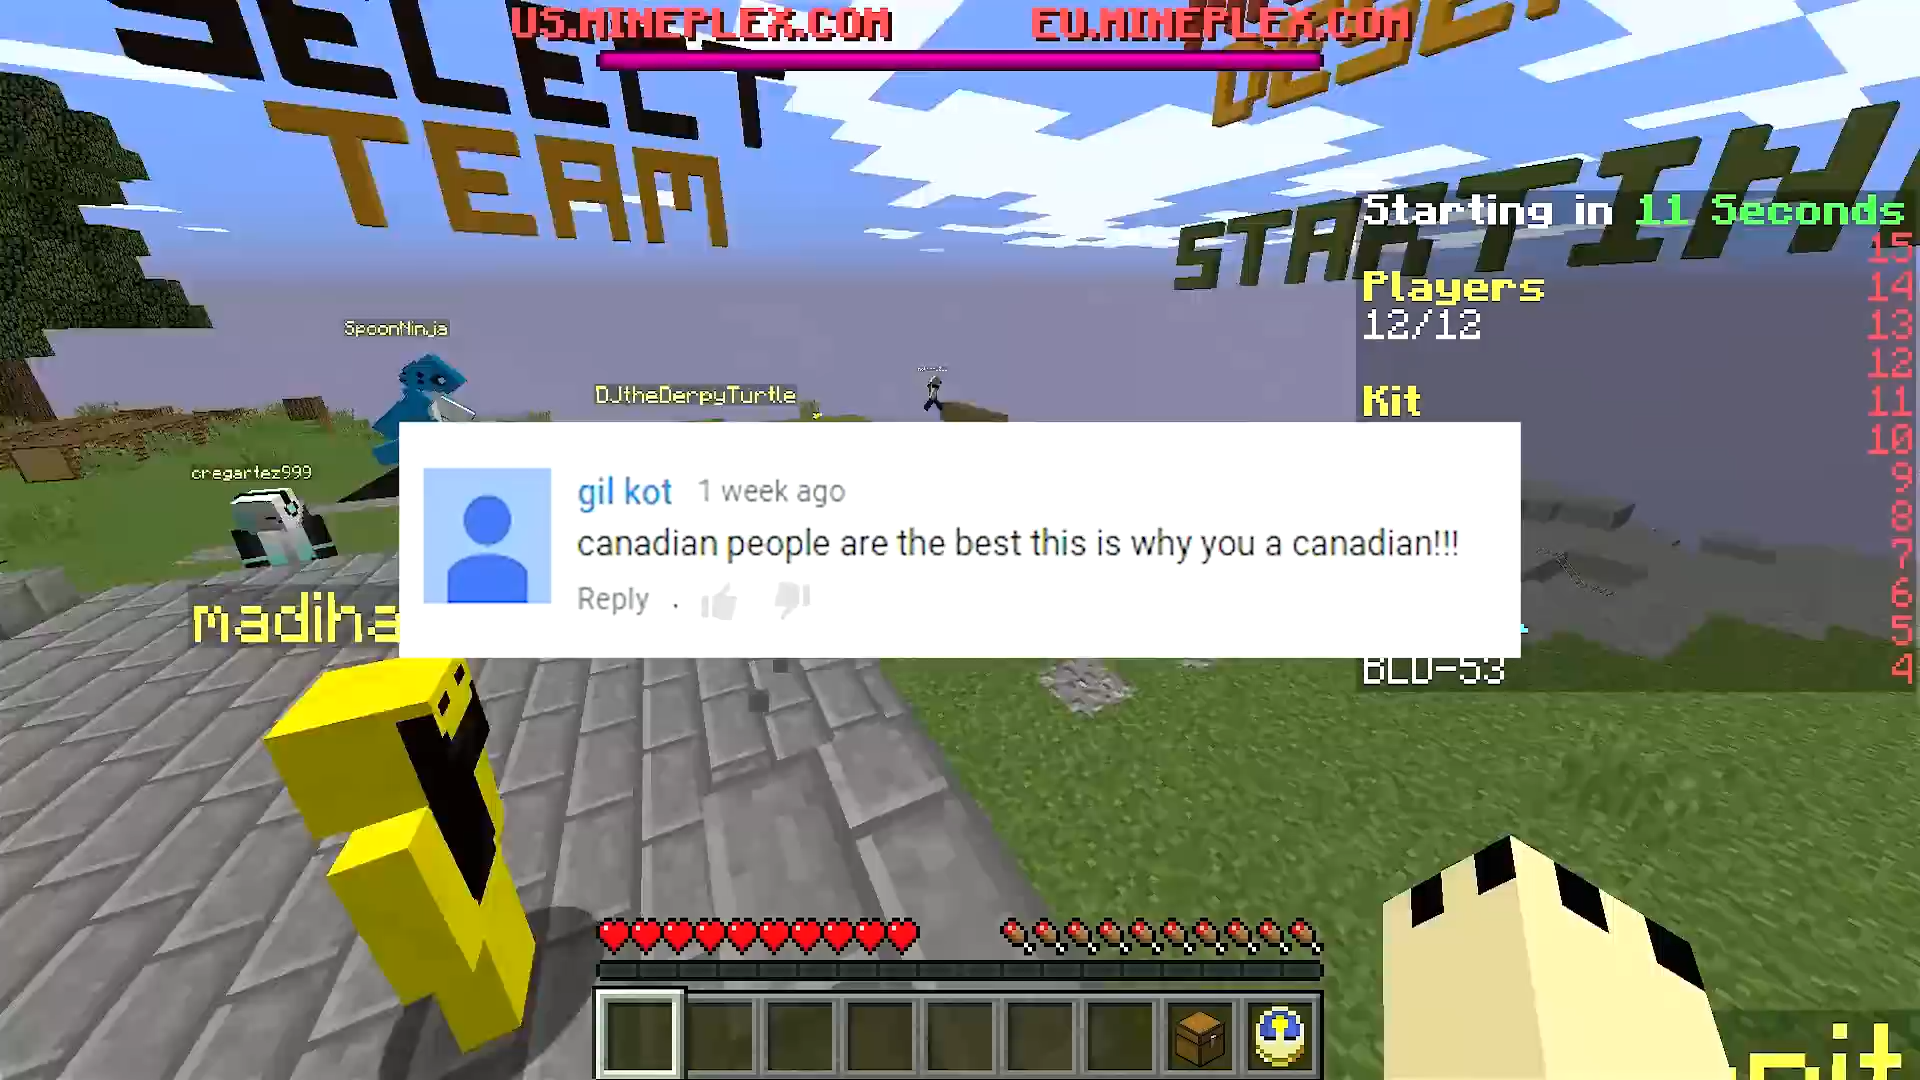 US.MINEPLEX.COM EU.MINEPLEX.COM
SELECT
TEAM
Starting in 11 Seconds
15
Players
14
12/12
13
12
Kit
11
10
9
8
7
6
5
BLD-53
4
SpoonNinja
DJtheDerpyTurtle
cregartez999
madiha
gil kot 1 week ago
canadian people are the best this is why you a canadian!!!
Reply .